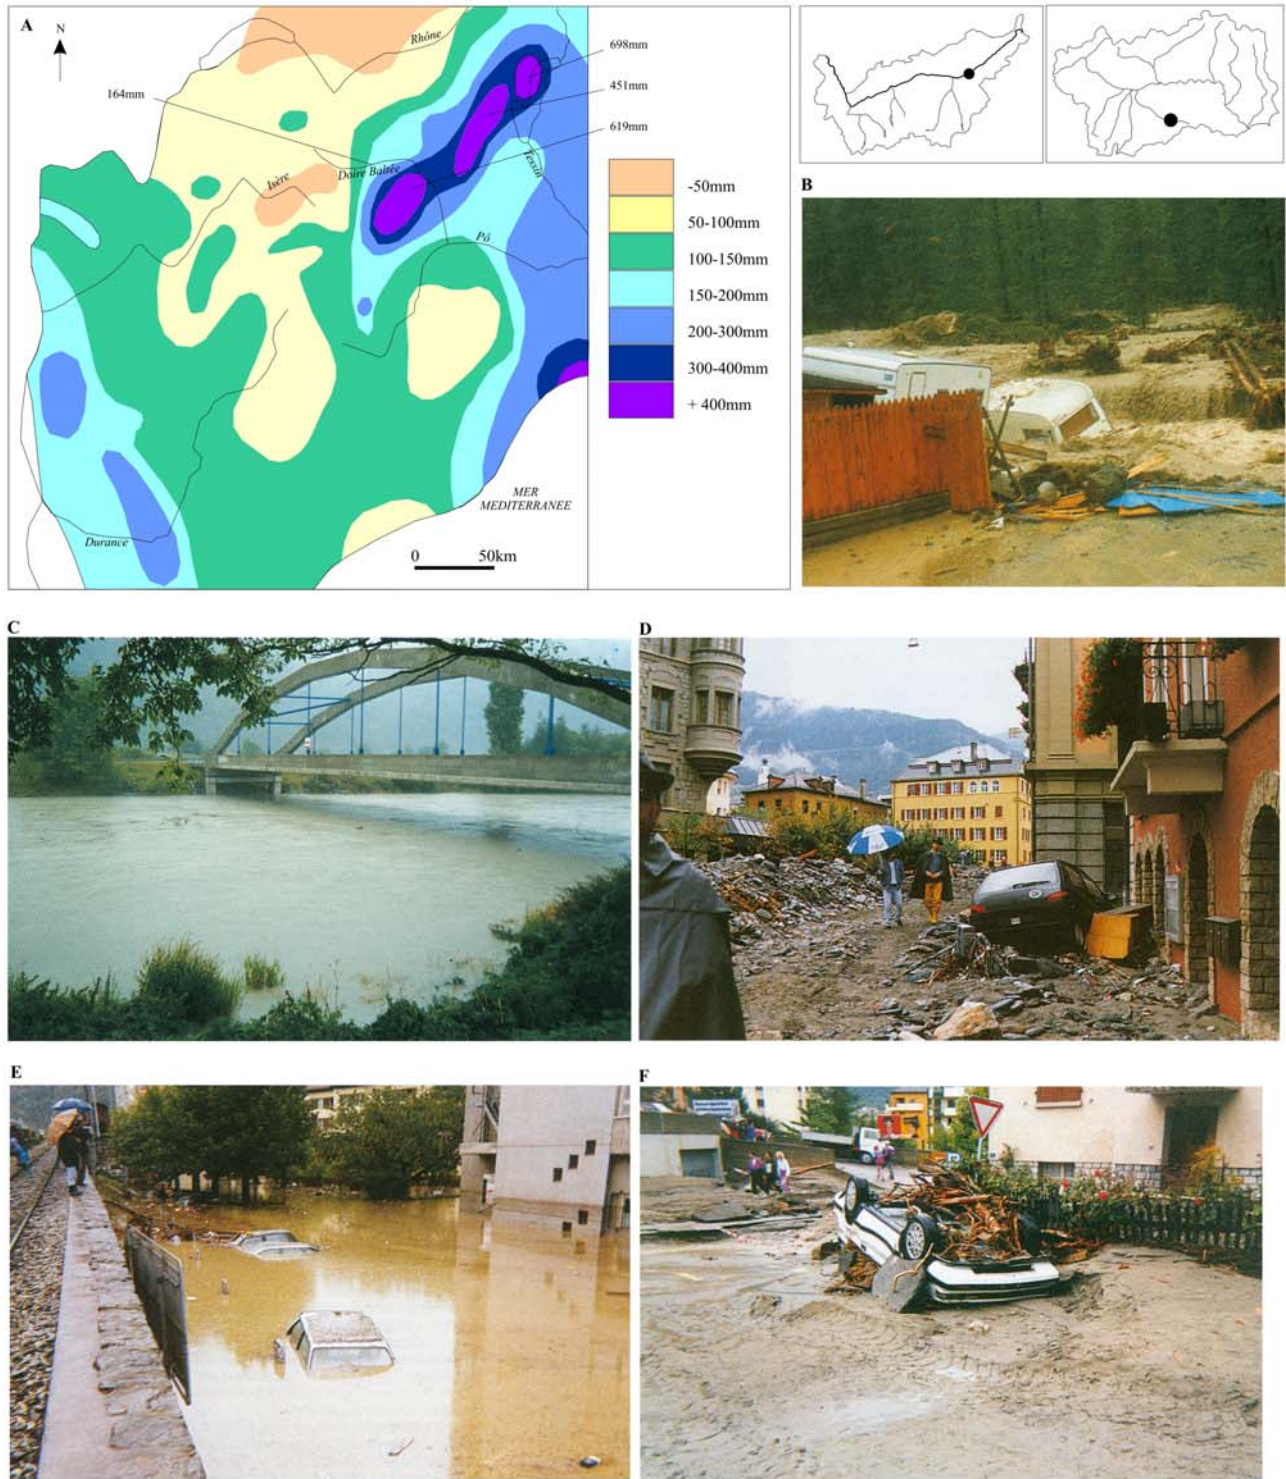 A
N
Rhône
698mm
451mm
164mm
619mm
Doire Baltée
Isère
Tessin
Pô
-50mm
50-100mm
100-150mm
150-200mm
200-300mm
300-400mm
+ 400mm
MER
MEDITERRANEE
Durance
0 50km
B
C
D
E
F